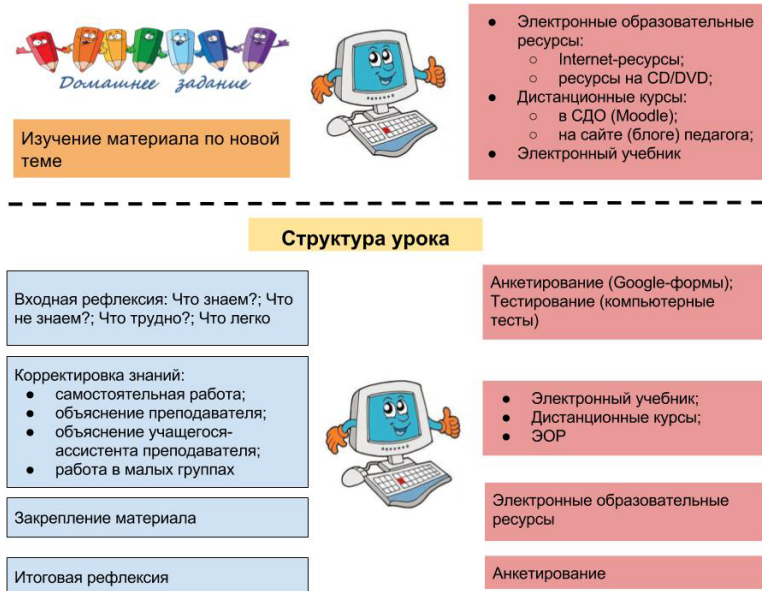 Домашнее задание
Изучение материала по новой
теме
● Электронные образовательные
ресурсы:
○ Internet-ресурсы;
○ ресурсы на CD/DVD;
● Дистанционные курсы:
○ в СДО (Moodle);
○ на сайте (блоге) педагога;
● Электронный учебник
Структура урока
Входная рефлексия: Что знаем?; Что
не знаем?; Что трудно?; Что легко
Анкетирование (Google-формы);
Тестирование (компьютерные
тесты)
Корректировка знаний:
● самостоятельная работа;
● объяснение преподавателя;
● объяснение учащегося-
ассистента преподавателя;
● работа в малых группах
● Электронный учебник;
● Дистанционные курсы;
● ЭОР
Закрепление материала
Электронные образовательные
ресурсы
Итоговая рефлексия
Анкетирование